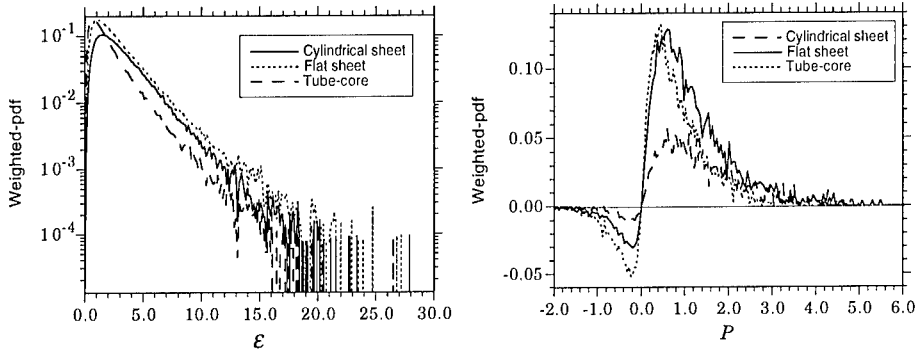 Weighted-pdf
10⁻¹
10⁻²
10⁻³
10⁻⁴
Cylindrical sheet
Flat sheet
Tube-core
0.0 5.0 10.0 15.0 20.0 25.0 30.0
ε
Weighted-pdf
0.10
0.05
0.00
-0.05
Cylindrical sheet
Flat sheet
Tube-core
-2.0 -1.0 0.0 1.0 2.0 3.0 4.0 5.0 6.0
P